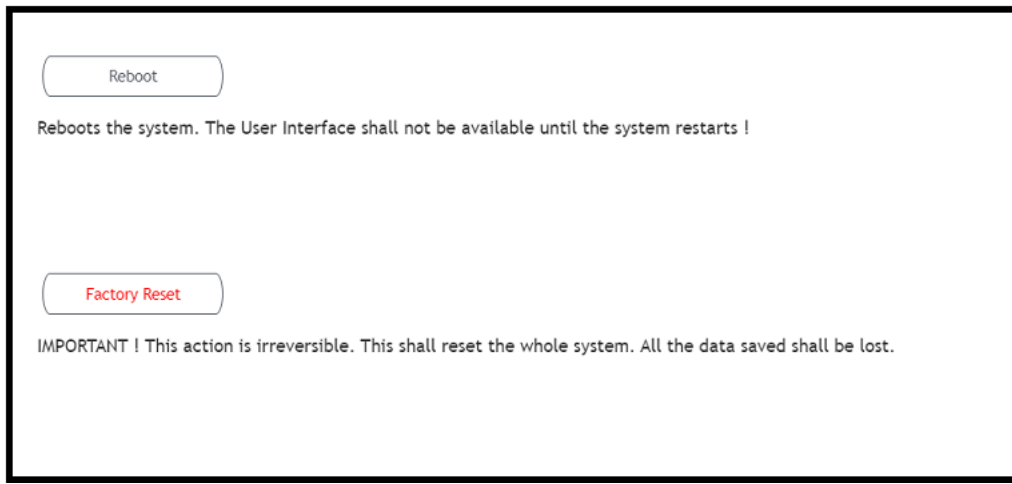 Reboot
Reboots the system. The User Interface shall not be available until the system restarts !
Factory Reset
IMPORTANT ! This action is irreversible. This shall reset the whole system. All the data saved shall be lost.